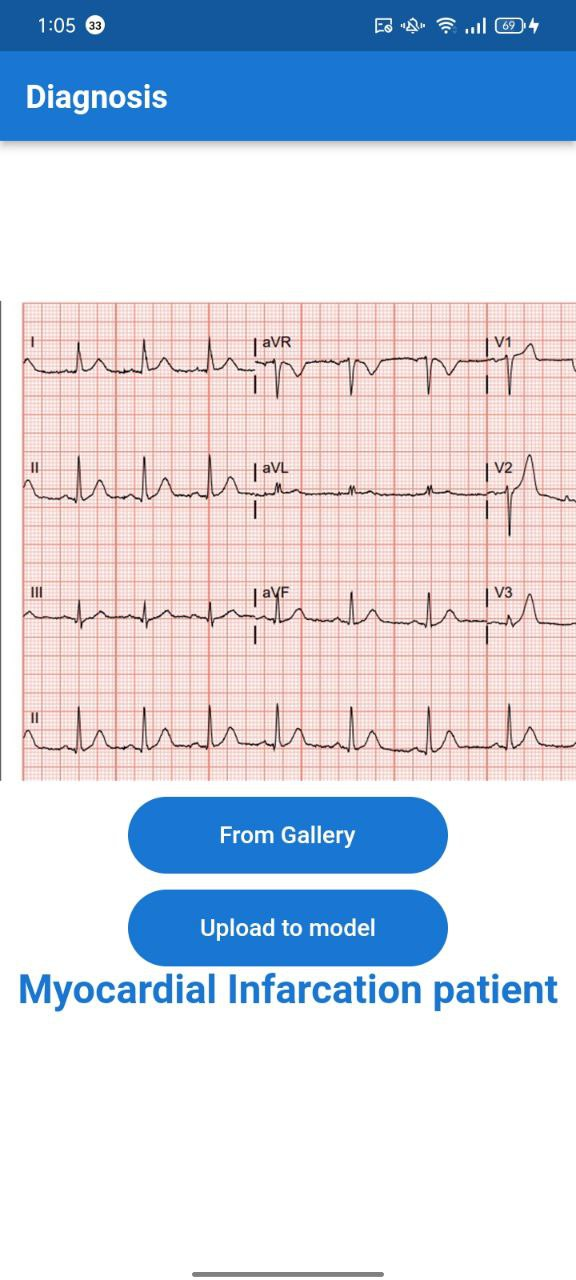 1:05 33 69
Diagnosis
I aVR V1
II aVL V2
III aVF V3
II
From Gallery
Upload to model
Myocardial Infarcation patient